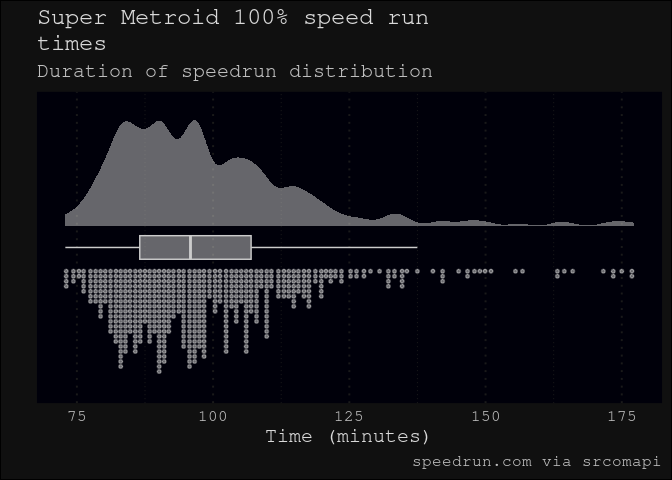 Super Metroid 100% speed run
times
Duration of speedrun distribution
75 100 125 150 175
Time (minutes)
speedrun.com via srcomapi